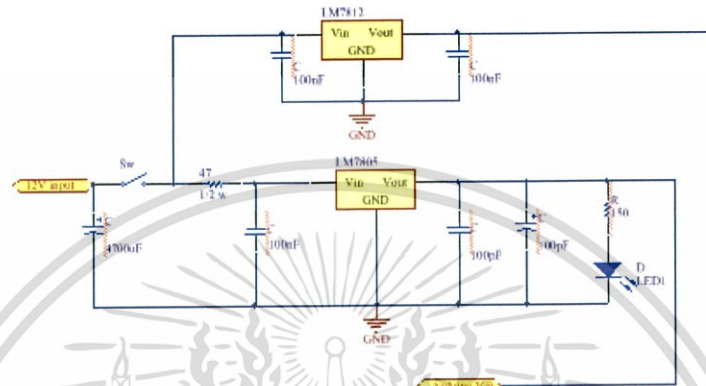 LM7812
Vin Vout
GND
C
100nF
C
100nF
GND
Sw
47
1/2 w
LM7805
12V input
Vin Vout
GND
C
4700uF
100nF
100pF
C
R
150
D
LED1
GND